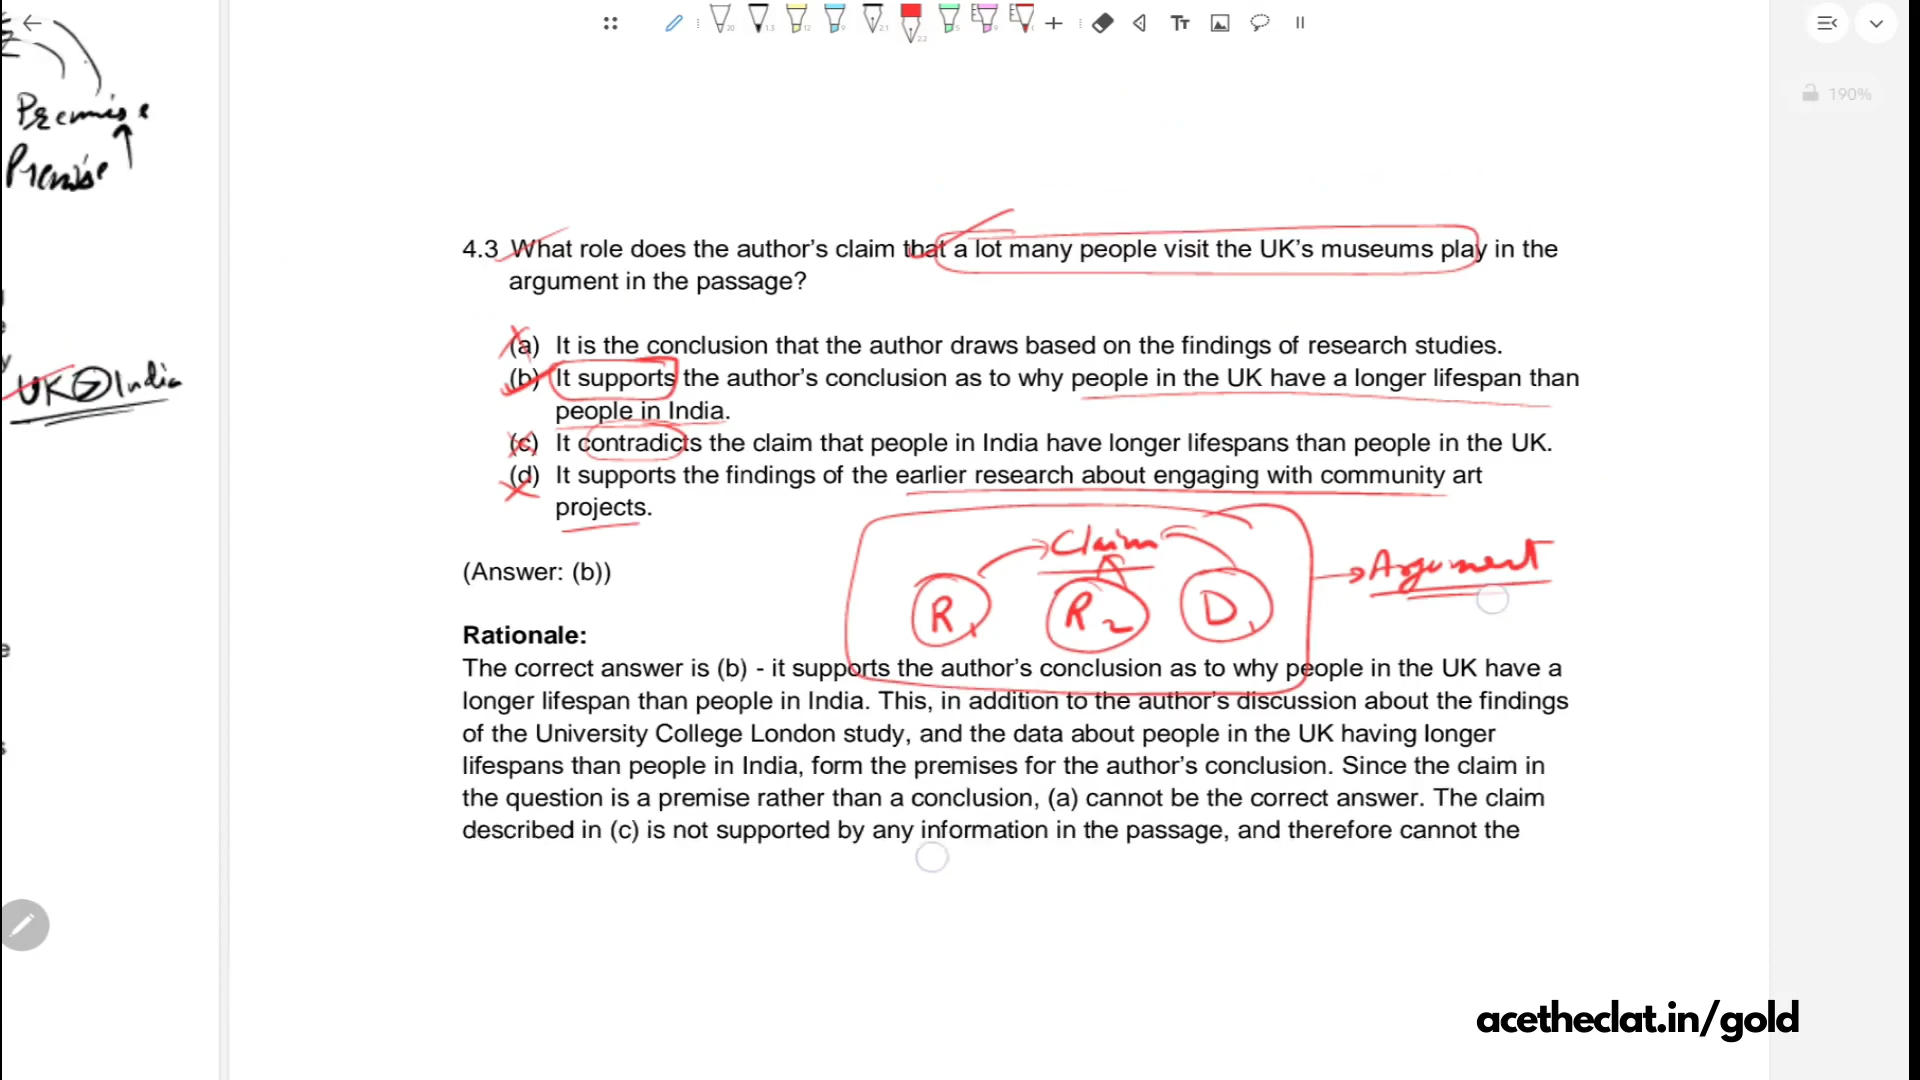 Premise
Premise
UK > India
190%
4.3 What role does the author's claim that a lot many people visit the UK's museums play in the
argument in the passage?
(a) It is the conclusion that the author draws based on the findings of research studies.
(b) It supports the author's conclusion as to why people in the UK have a longer lifespan than
people in India.
(c) It contradicts the claim that people in India have longer lifespans than people in the UK.
(d) It supports the findings of the earlier research about engaging with community art
projects.
Claim
Argument
R1 R2 D1
(Answer: (b))
Rationale:
The correct answer is (b) - it supports the author's conclusion as to why people in the UK have a
longer lifespan than people in India. This, in addition to the author's discussion about the findings
of the University College London study, and the data about people in the UK having longer
lifespans than people in India, form the premises for the author's conclusion. Since the claim in
the question is a premise rather than a conclusion, (a) cannot be the correct answer. The claim
described in (c) is not supported by any information in the passage, and therefore cannot the
acetheclat.in/gold